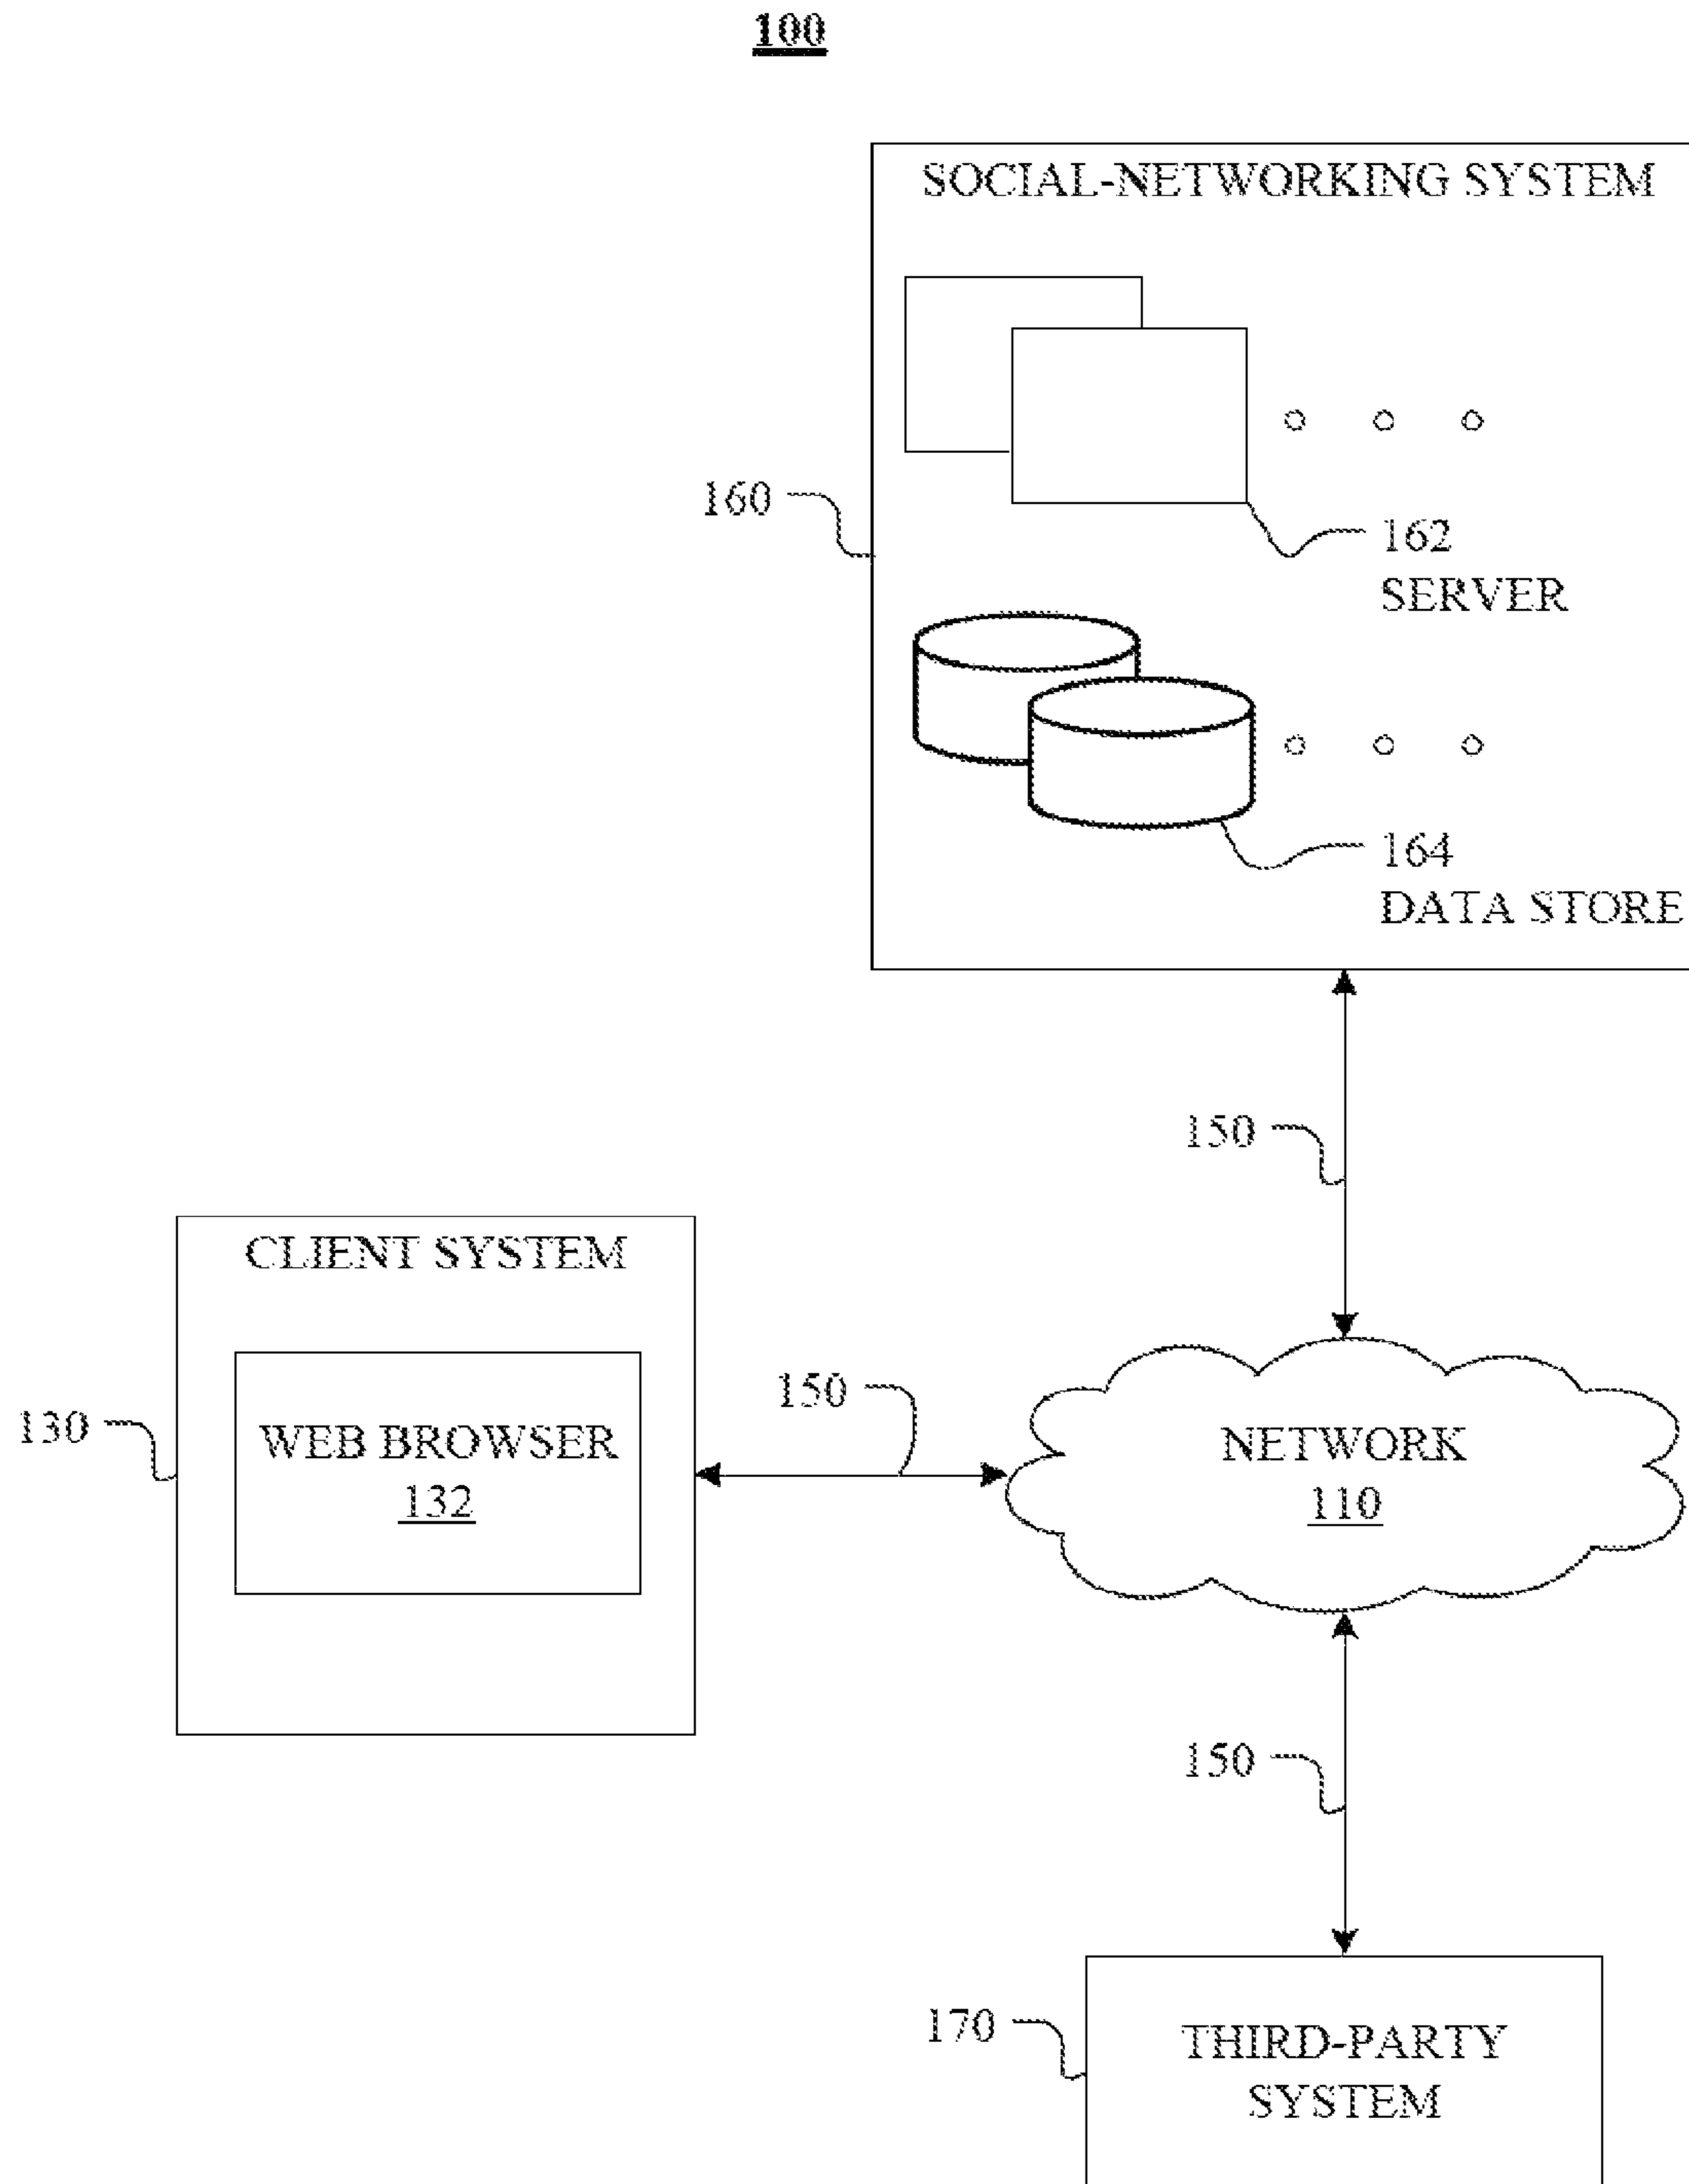 100
SOCIAL-NETWORKING SYSTEM
160
162
SERVER
164
DATA STORE
150
CLIENT SYSTEM
130
WEB BROWSER
132
150
NETWORK
110
150
170
THIRD-PARTY
SYSTEM